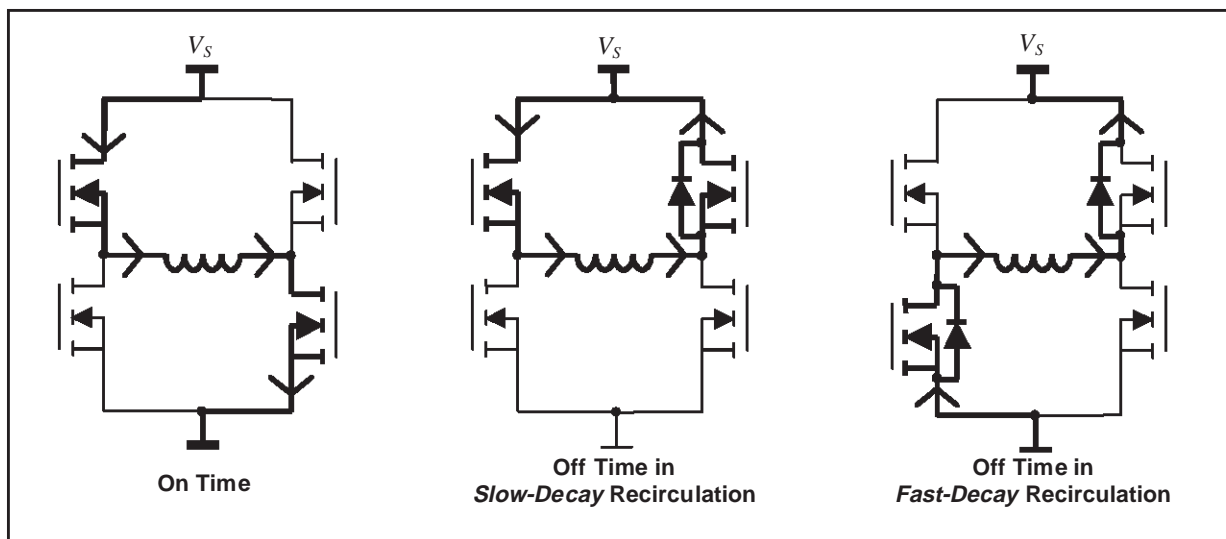 V_S
V_S
V_S
On Time
Off Time in
Slow-Decay Recirculation
Off Time in
Fast-Decay Recirculation